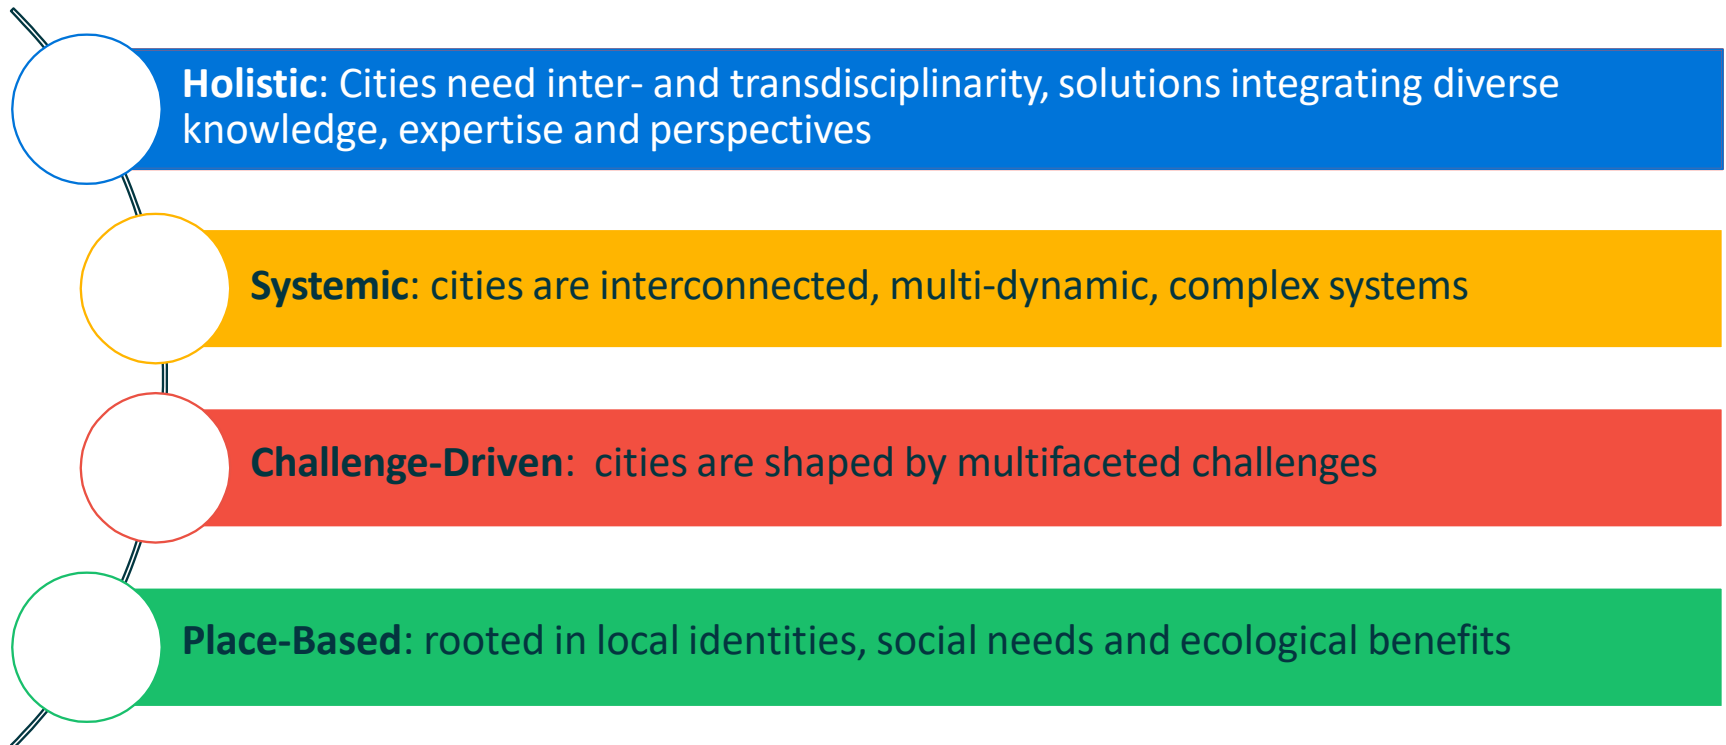 Holistic: Cities need inter- and transdisciplinarity, solutions integrating diverse
knowledge, expertise and perspectives
Systemic: cities are interconnected, multi-dynamic, complex systems
Challenge-Driven:  cities are shaped by multifaceted challenges
Place-Based: rooted in local identities, social needs and ecological benefits